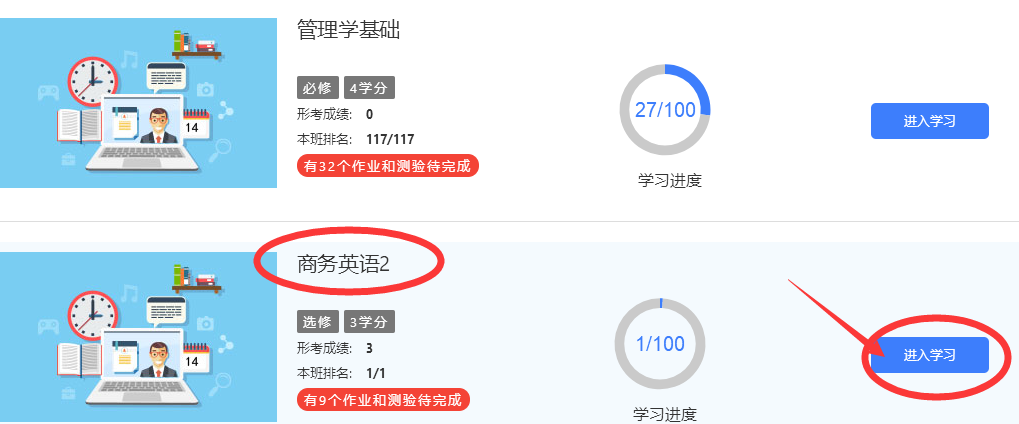 管理学基础
必修 4学分
形考成绩: 0
本班排名: 117/117
有32个作业和测验待完成
27/100
学习进度
进入学习
14
商务英语2
选修 3学分
形考成绩: 3
本班排名: 1/1
有9个作业和测验待完成
1/100
学习进度
进入学习
14